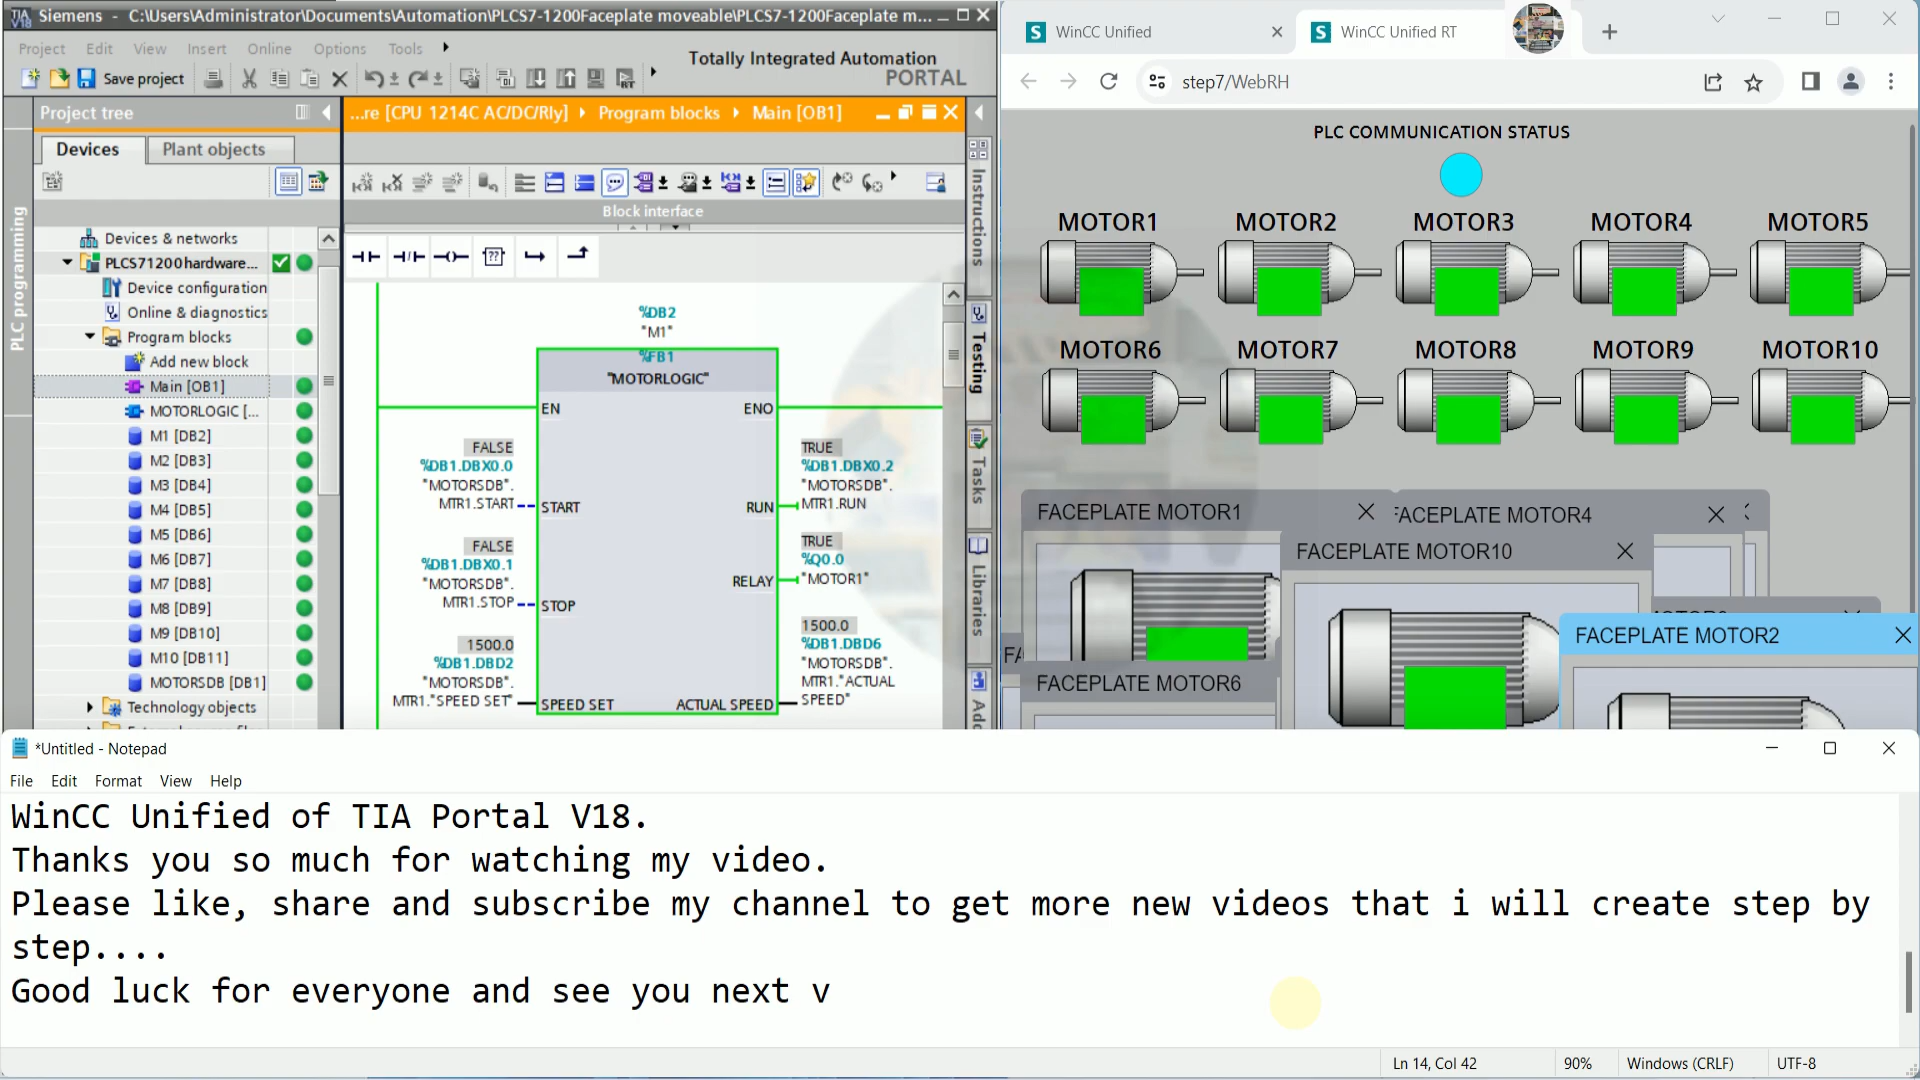 Siemens - C:\Users\Administrator\Documents\Automation\PLCS7-1200Faceplate moveable\PLCS7-1200Faceplate m...
Project Edit View Insert Online Options Tools
Totally Integrated Automation
PORTAL
Save project
Project tree
...re [CPU 1214C AC/DC/Rly] Program blocks Main [OB1]
Devices Plant objects
PLC programming
Devices & networks
PLCS71200hardware...
Device configuration
Online & diagnostics
Program blocks
Add new block
Main [OB1]
MOTORLOGIC [...
M1 [DB2]
M2 [DB3]
M3 [DB4]
M4 [DB5]
M5 [DB6]
M6 [DB7]
M7 [DB8]
M8 [DB9]
M9 [DB10]
M10 [DB11]
MOTORSDB [DB1]
Technology objects
Block interface
??
%DB2
"M1"
%FB1
"MOTORLOGIC"
EN ENO
FALSE
%DB1.DBX0.0
"MOTORSDB".
MTR1.START START
FALSE
%DB1.DBX0.1
"MOTORSDB".
MTR1.STOP STOP
1500.0
%DB1.DBD2
"MOTORSDB".
MTR1."SPEED SET" SPEED SET
TRUE
%DB1.DBX0.2
"MOTORSDB".
RUN MTR1.RUN
TRUE
%Q0.0
RELAY "MOTOR1"
1500.0
%DB1.DBD6
"MOTORSDB".
MTR1."ACTUAL
ACTUAL SPEED SPEED"
Instructions
Testing
Tasks
Libraries
WinCC Unified
WinCC Unified RT
step7/WebRH
PLC COMMUNICATION STATUS
MOTOR1 MOTOR2 MOTOR3 MOTOR4 MOTOR5
MOTOR6 MOTOR7 MOTOR8 MOTOR9 MOTOR10
FACEPLATE MOTOR1
FACEPLATE MOTOR4
FACEPLATE MOTOR10
FACEPLATE MOTOR2
FACEPLATE MOTOR6
*Untitled - Notepad
File Edit Format View Help
WinCC Unified of TIA Portal V18.
Thanks you so much for watching my video.
Please like, share and subscribe my channel to get more new videos that i will create step by
step....
Good luck for everyone and see you next v
Ln 14, Col 42 90% Windows (CRLF) UTF-8